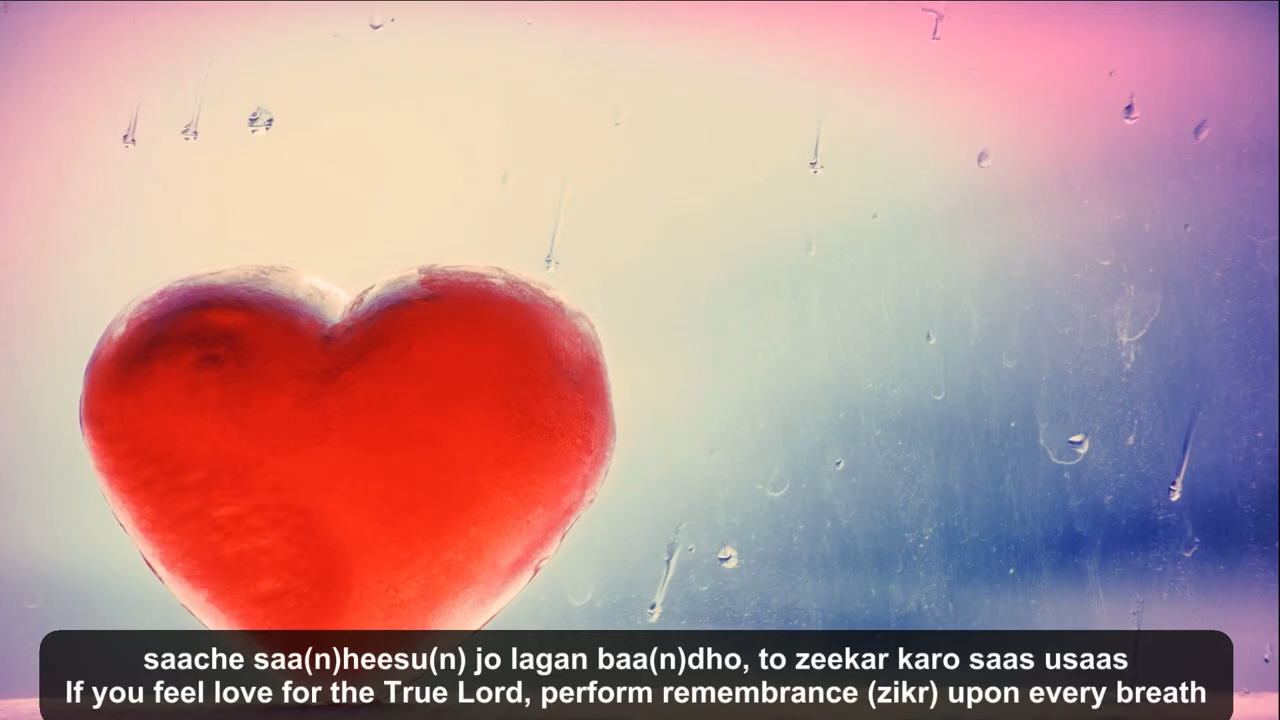 saache saa(n)heesu(n) jo lagan baa(n)dho, to zeekar karo saas usaas
If you feel love for the True Lord, perform remembrance (zikr) upon every breath